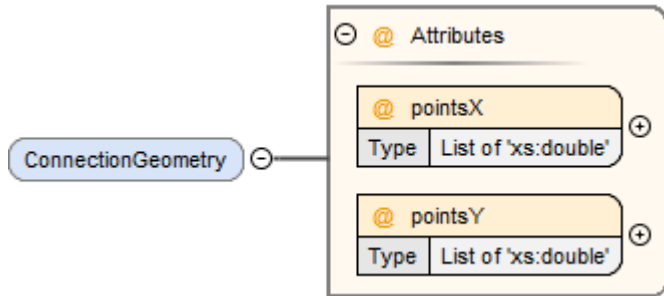 @ Attributes
@ pointsX
Type List of 'xs:double'
ConnectionGeometry
@ pointsY
Type List of 'xs:double'